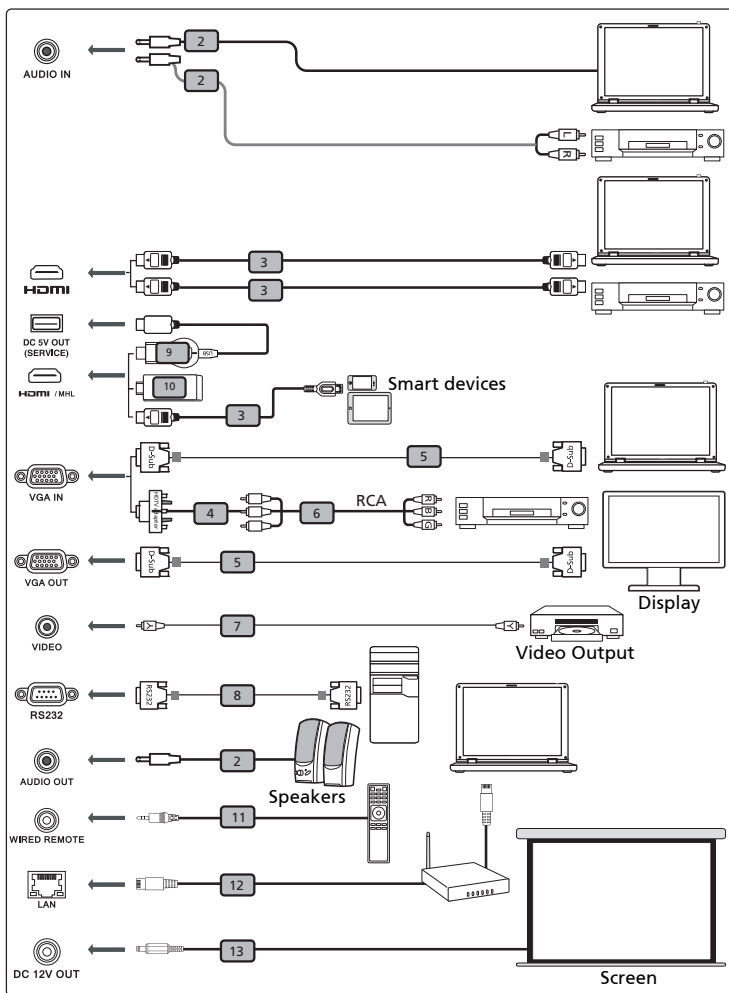 2
AUDIO IN
2
L
R
3
HDMI
3
DC 5V OUT
(SERVICE)
9
USB
10
HDMI / MHL
3
Smart devices
D-Sub
5
D-Sub
VGA IN
HDTV adapter
4
6
RCA
R
B
G
VGA OUT
D-Sub
5
D-Sub
Display
VIDEO
Y
7
Y
Video Output
RS232
RS232
8
RS232
AUDIO OUT
2
Speakers
WIRED REMOTE
11
LAN
12
DC 12V OUT
13
Screen